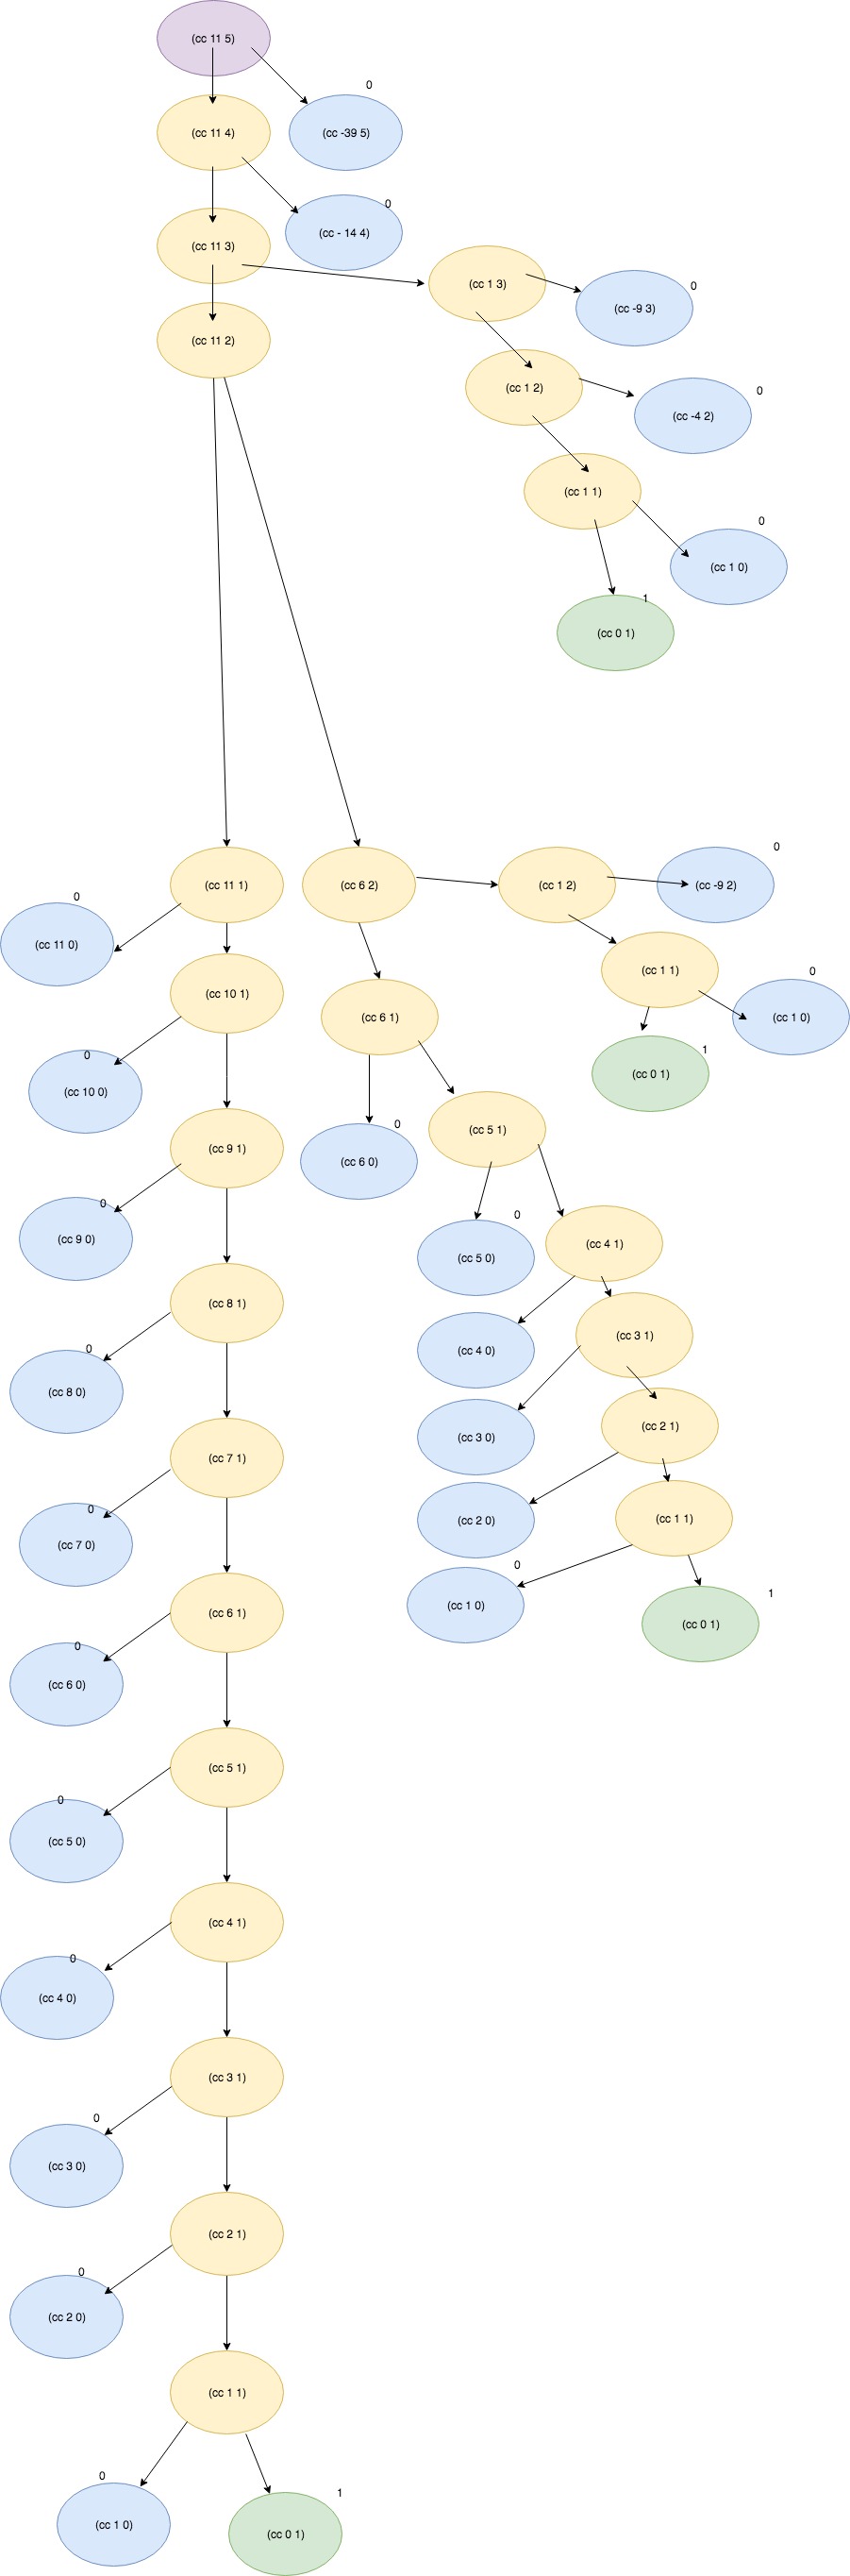 (cc 11 5)
0
(cc 11 4)
(cc -39 5)
0
(cc - 14 4)
(cc 11 3)
(cc 1 3)
0
(cc -9 3)
(cc 11 2)
(cc 1 2)
0
(cc -4 2)
(cc 1 1)
0
(cc 1 0)
1
(cc 0 1)
0
(cc 11 1)
(cc 6 2)
(cc 1 2)
(cc -9 2)
0
(cc 11 0)
(cc 1 1)
0
(cc 10 1)
(cc 6 1)
(cc 1 0)
0
(cc 10 0)
1
(cc 0 1)
0
(cc 5 1)
(cc 9 1)
(cc 6 0)
0
(cc 9 0)
0
(cc 5 0)
(cc 4 1)
(cc 8 1)
0
(cc 8 0)
(cc 4 0)
(cc 3 1)
(cc 3 0)
(cc 2 1)
(cc 7 1)
0
(cc 7 0)
(cc 2 0)
(cc 1 1)
0
(cc 1 0)
1
(cc 0 1)
(cc 6 1)
0
(cc 6 0)
(cc 5 1)
0
(cc 5 0)
(cc 4 1)
0
(cc 4 0)
(cc 3 1)
0
(cc 3 0)
(cc 2 1)
0
(cc 2 0)
(cc 1 1)
0
(cc 1 0)
1
(cc 0 1)